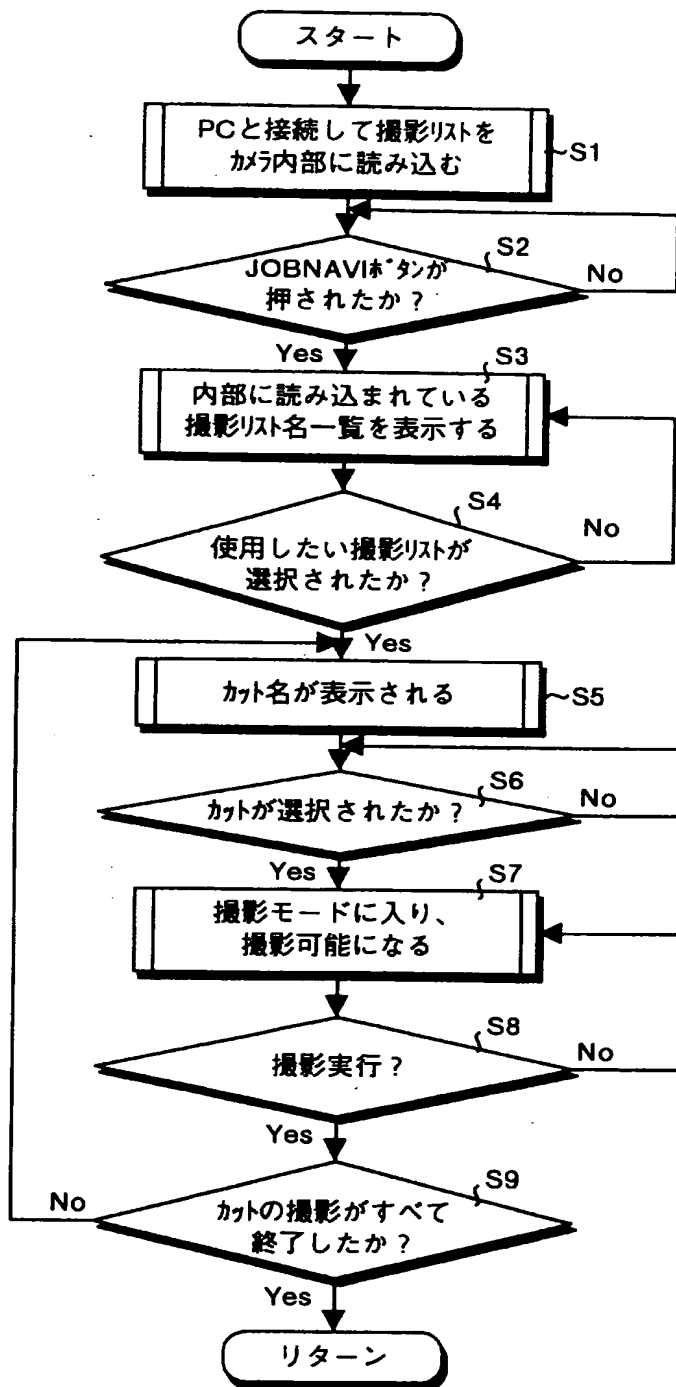 スタート
PCと接続して撮影リストを
カメラ内部に読み込む
S1
JOBNAVIボタンが
押されたか？
S2
No
Yes
S3
内部に読み込まれている
撮影リスト名一覧を表示する
S4
使用したい撮影リストが
選択されたか？
No
Yes
カット名が表示される
S5
カットが選択されたか？
S6
No
Yes
S7
撮影モードに入り、
撮影可能になる
S8
撮影実行？
No
Yes
S9
カットの撮影がすべて
終了したか？
No
Yes
リターン